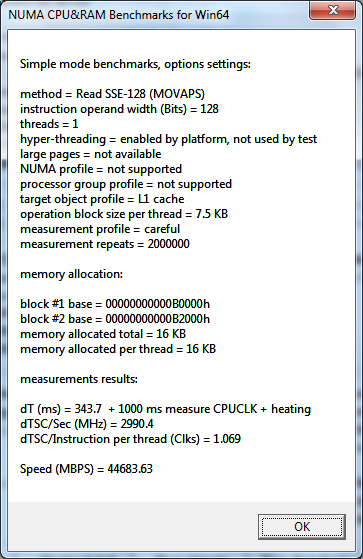 NUMA CPU&RAM Benchmarks for Win64
Simple mode benchmarks, options settings:
method = Read SSE-128 (MOVAPS)
instruction operand width (Bits) = 128
threads = 1
hyper-threading = enabled by platform, not used by test
large pages = not available
NUMA profile = not supported
processor group profile = not supported
target object profile = L1 cache
operation block size per thread = 7.5 KB
measurement profile = careful
measurement repeats = 2000000
memory allocation:
block #1 base = 00000000000B0000h
block #2 base = 00000000000B2000h
memory allocated total = 16 KB
memory allocated per thread = 16 KB
measurements results:
dT (ms) = 343.7  + 1000 ms measure CPUCLK + heating
dTSC/Sec (MHz) = 2990.4
dTSC/Instruction per thread (Clks) = 1.069
Speed (MBPS) = 44683.63
OK